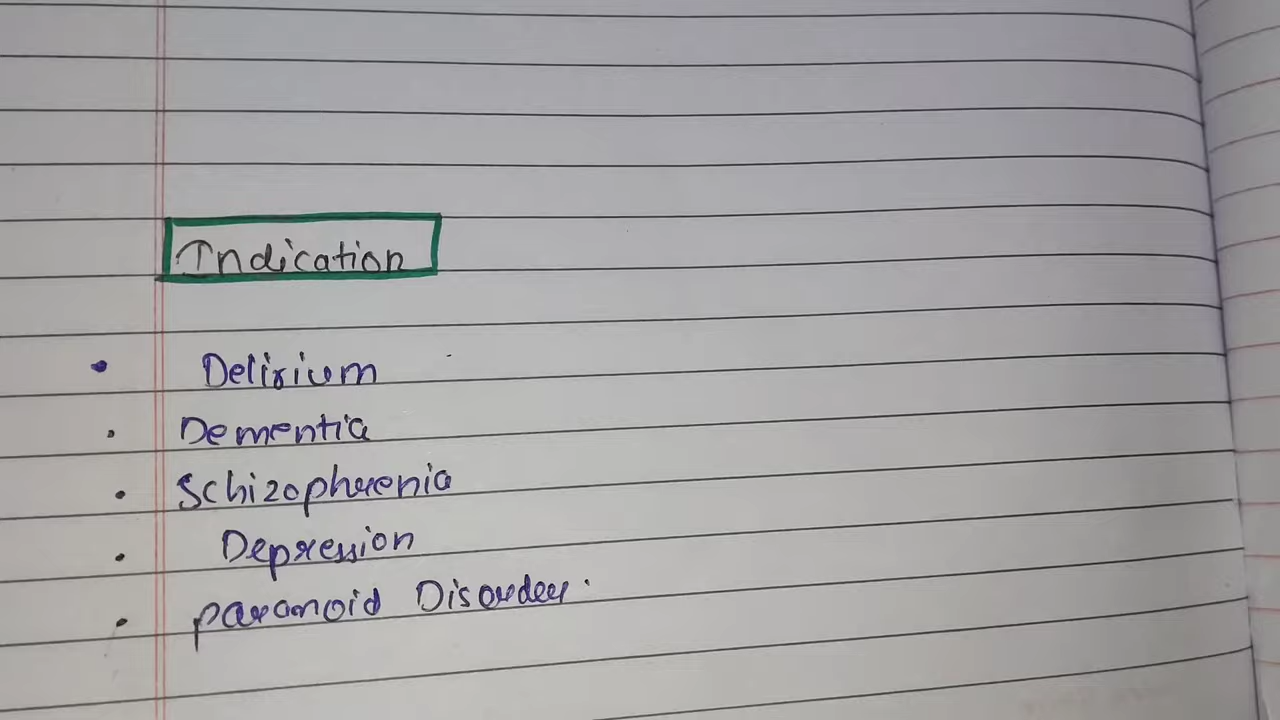 Indication
• Delirium
• Dementia
• Schizophrenia
• Depression
• paranoid Disorder.